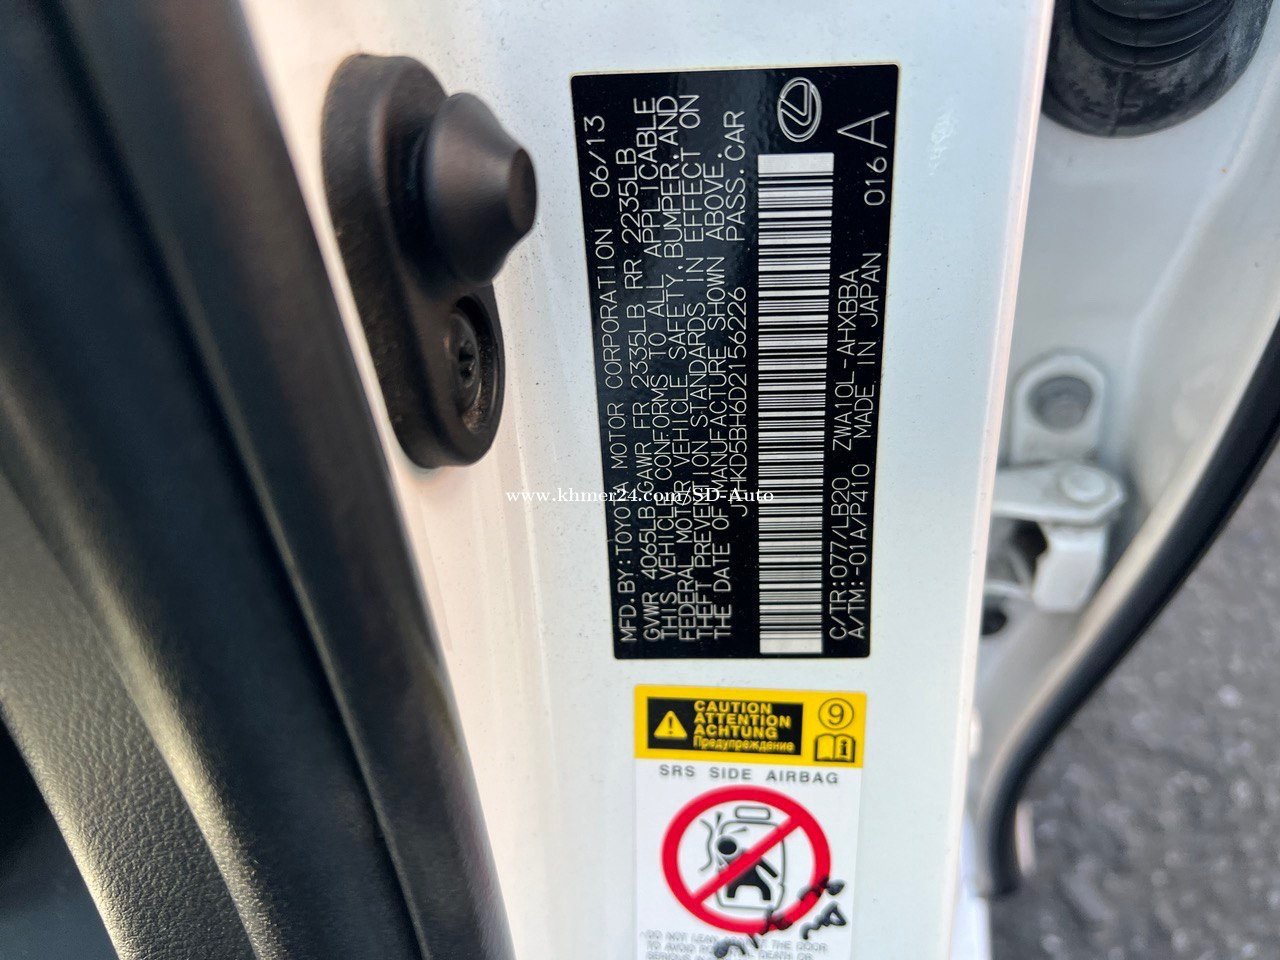 MFD.BY:TOYOTA MOTOR CORPORATION 06/13
GVWR 4065LB GAWR FR 2335LB RR 2235LB
THIS VEHICLE CONFORMS TO ALL APPLICABLE
FEDERAL MOTOR VEHICLE SAFETY,BUMPER,AND
THEFT PREVENTION STANDARDS IN EFFECT ON
THE DATE OF MANUFACTURE SHOWN ABOVE.
JTHKD5BH6D2156226 PASS.CAR
C/TR:077/LB20 ZWA10L-AHXBBA
A/TM:-01A/P410 MADE IN JAPAN 016 A
www.khmer24.com/SD-Auto
CAUTION
ATTENTION
ACHTUNG
Предупреждение
9
SRS SIDE AIRBAG